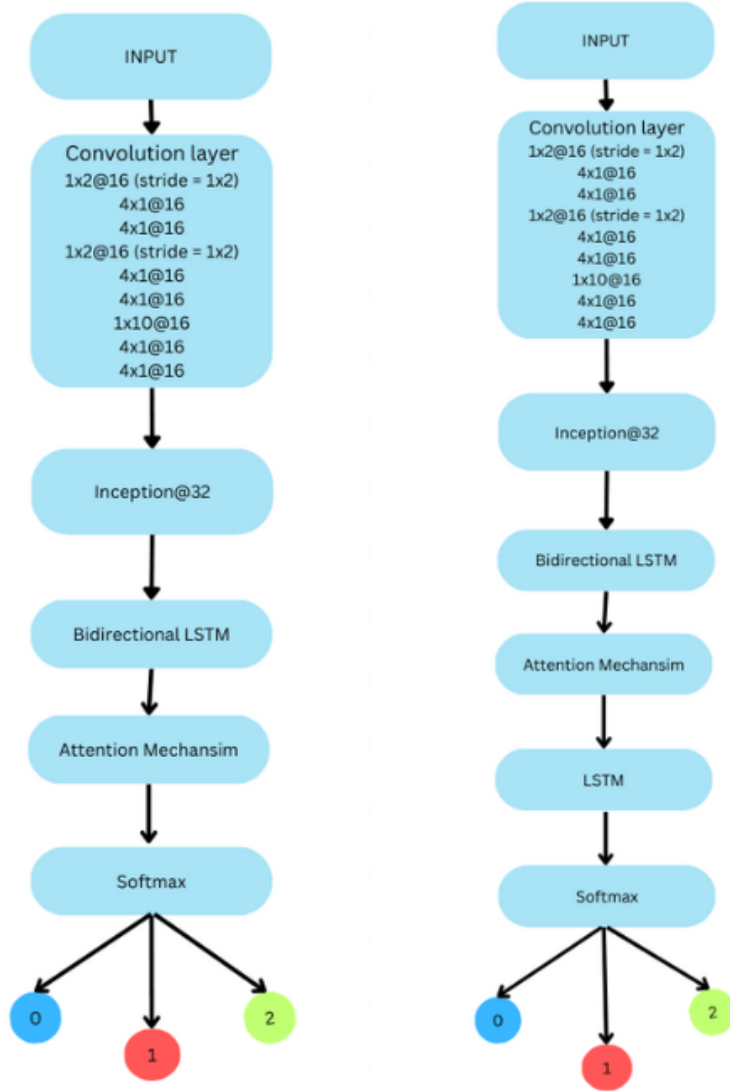 INPUT
Convolution layer
1x2@16 (stride = 1x2)
4x1@16
4x1@16
1x2@16 (stride = 1x2)
4x1@16
4x1@16
1x10@16
4x1@16
4x1@16
Inception@32
Bidirectional LSTM
Attention Mechansim
Softmax
0
1
2
INPUT
Convolution layer
1x2@16 (stride = 1x2)
4x1@16
4x1@16
1x2@16 (stride = 1x2)
4x1@16
4x1@16
1x10@16
4x1@16
4x1@16
Inception@32
Bidirectional LSTM
Attention Mechansim
LSTM
Softmax
0
1
2